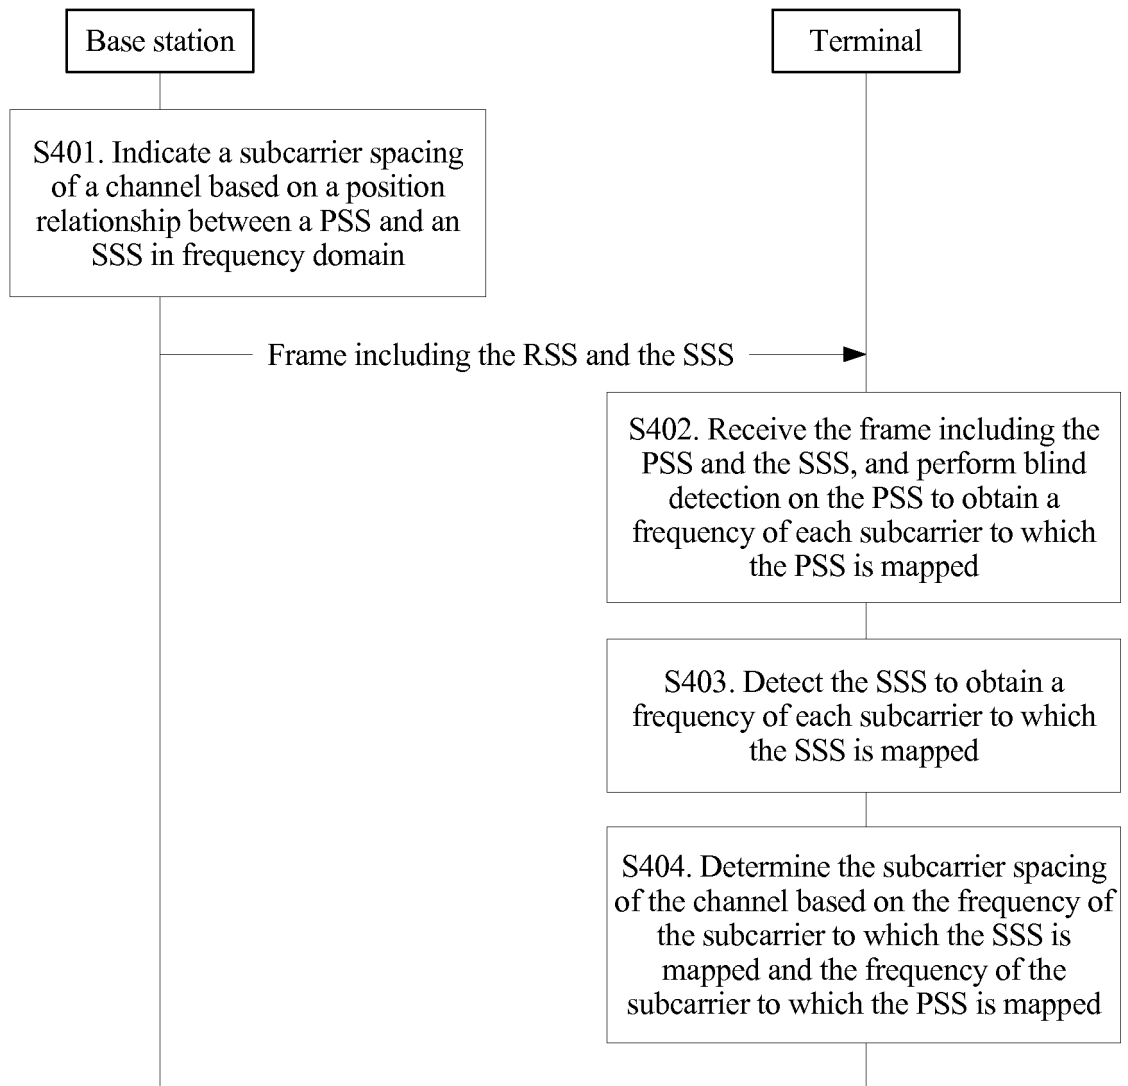 Base station
Terminal
S401. Indicate a subcarrier spacing
of a channel based on a position
relationship between a PSS and an
SSS in frequency domain
Frame including the RSS and the SSS
S402. Receive the frame including the
PSS and the SSS, and perform blind
detection on the PSS to obtain a
frequency of each subcarrier to which
the PSS is mapped
S403. Detect the SSS to obtain a
frequency of each subcarrier to which
the SSS is mapped
S404. Determine the subcarrier spacing
of the channel based on the frequency of
the subcarrier to which the SSS is
mapped and the frequency of the
subcarrier to which the PSS is mapped